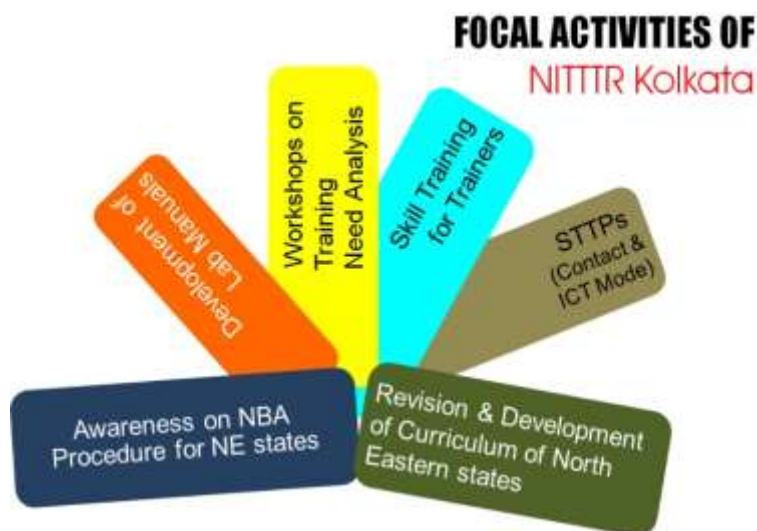 FOCAL ACTIVITIES OF
NITTTR Kolkata
Awareness on NBA
Procedure for NE states
Development of
Lab Manuals
Workshops on
Training
Need Analysis
Skill Training
for Trainers
STTPs
(Contact &
ICT Mode)
Revision & Development
of Curriculum of North
Eastern states